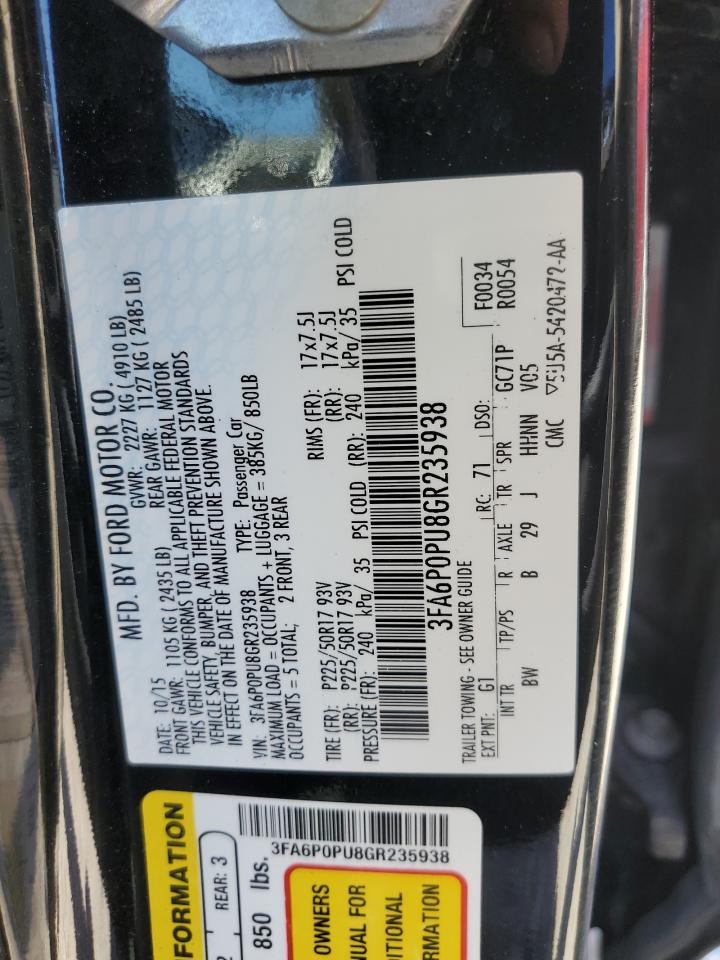 MFD. BY FORD MOTOR CO.
DATE: 10/15 GVWR: 2227 KG ( 4910 LB)
FRONT GAWR: 1105 KG ( 2435 LB) REAR GAWR: 1127 KG ( 2485 LB)
THIS VEHICLE CONFORMS TO ALL APPLICABLE FEDERAL MOTOR
VEHICLE SAFETY, BUMPER, AND THEFT PREVENTION STANDARDS
IN EFFECT ON THE DATE OF MANUFACTURE SHOWN ABOVE.
VIN: 3FA6P0PU8GR235938 TYPE: Passenger Car
MAXIMUM LOAD = OCCUPANTS + LUGGAGE = 385KG/ 850LB
OCCUPANTS = 5 TOTAL; 2 FRONT, 3 REAR
TIRE (FR): P225/50R17 93V RIMS (FR): 17x7.5J
(RR): P225/50R17 93V (RR): 17x7.5J
PRESSURE (FR): 240 kPa/ 35 PSI COLD (RR): 240 kPa/ 35 PSI COLD
3FA6P0PU8GR235938
TRAILER TOWING - SEE OWNER GUIDE F0034
EXT PNT: G1 RC: 71 DSO: GC71P R0054
INT TR TP/PS R AXLE TR SPR
BW B 29 J HHNN VC5
CMC 5420472-AA
FORMATION
REAR: 3
850 lbs.
3FA6P0PU8GR235938
OWNERS
FOR